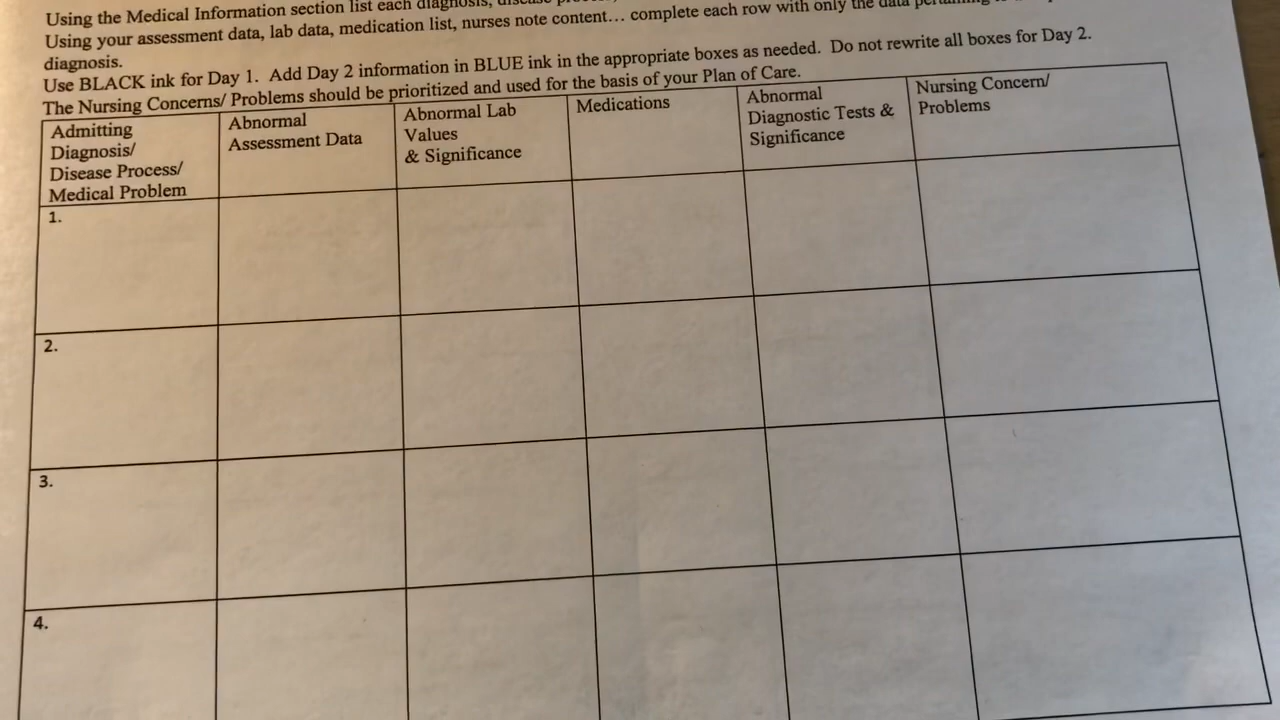 Using the Medical Information section list each diagnosis,
Using your assessment data, lab data, medication list, nurses note content… complete each row with only the data
diagnosis.
Use BLACK ink for Day 1. Add Day 2 information in BLUE ink in the appropriate boxes as needed. Do not rewrite all boxes for Day 2.
The Nursing Concerns/ Problems should be prioritized and used for the basis of your Plan of Care.
Admitting
Diagnosis/
Disease Process/
Medical Problem
Abnormal
Assessment Data
Abnormal Lab
Values
& Significance
Medications
Abnormal
Diagnostic Tests &
Significance
Nursing Concern/
Problems
1.
2.
3.
4.